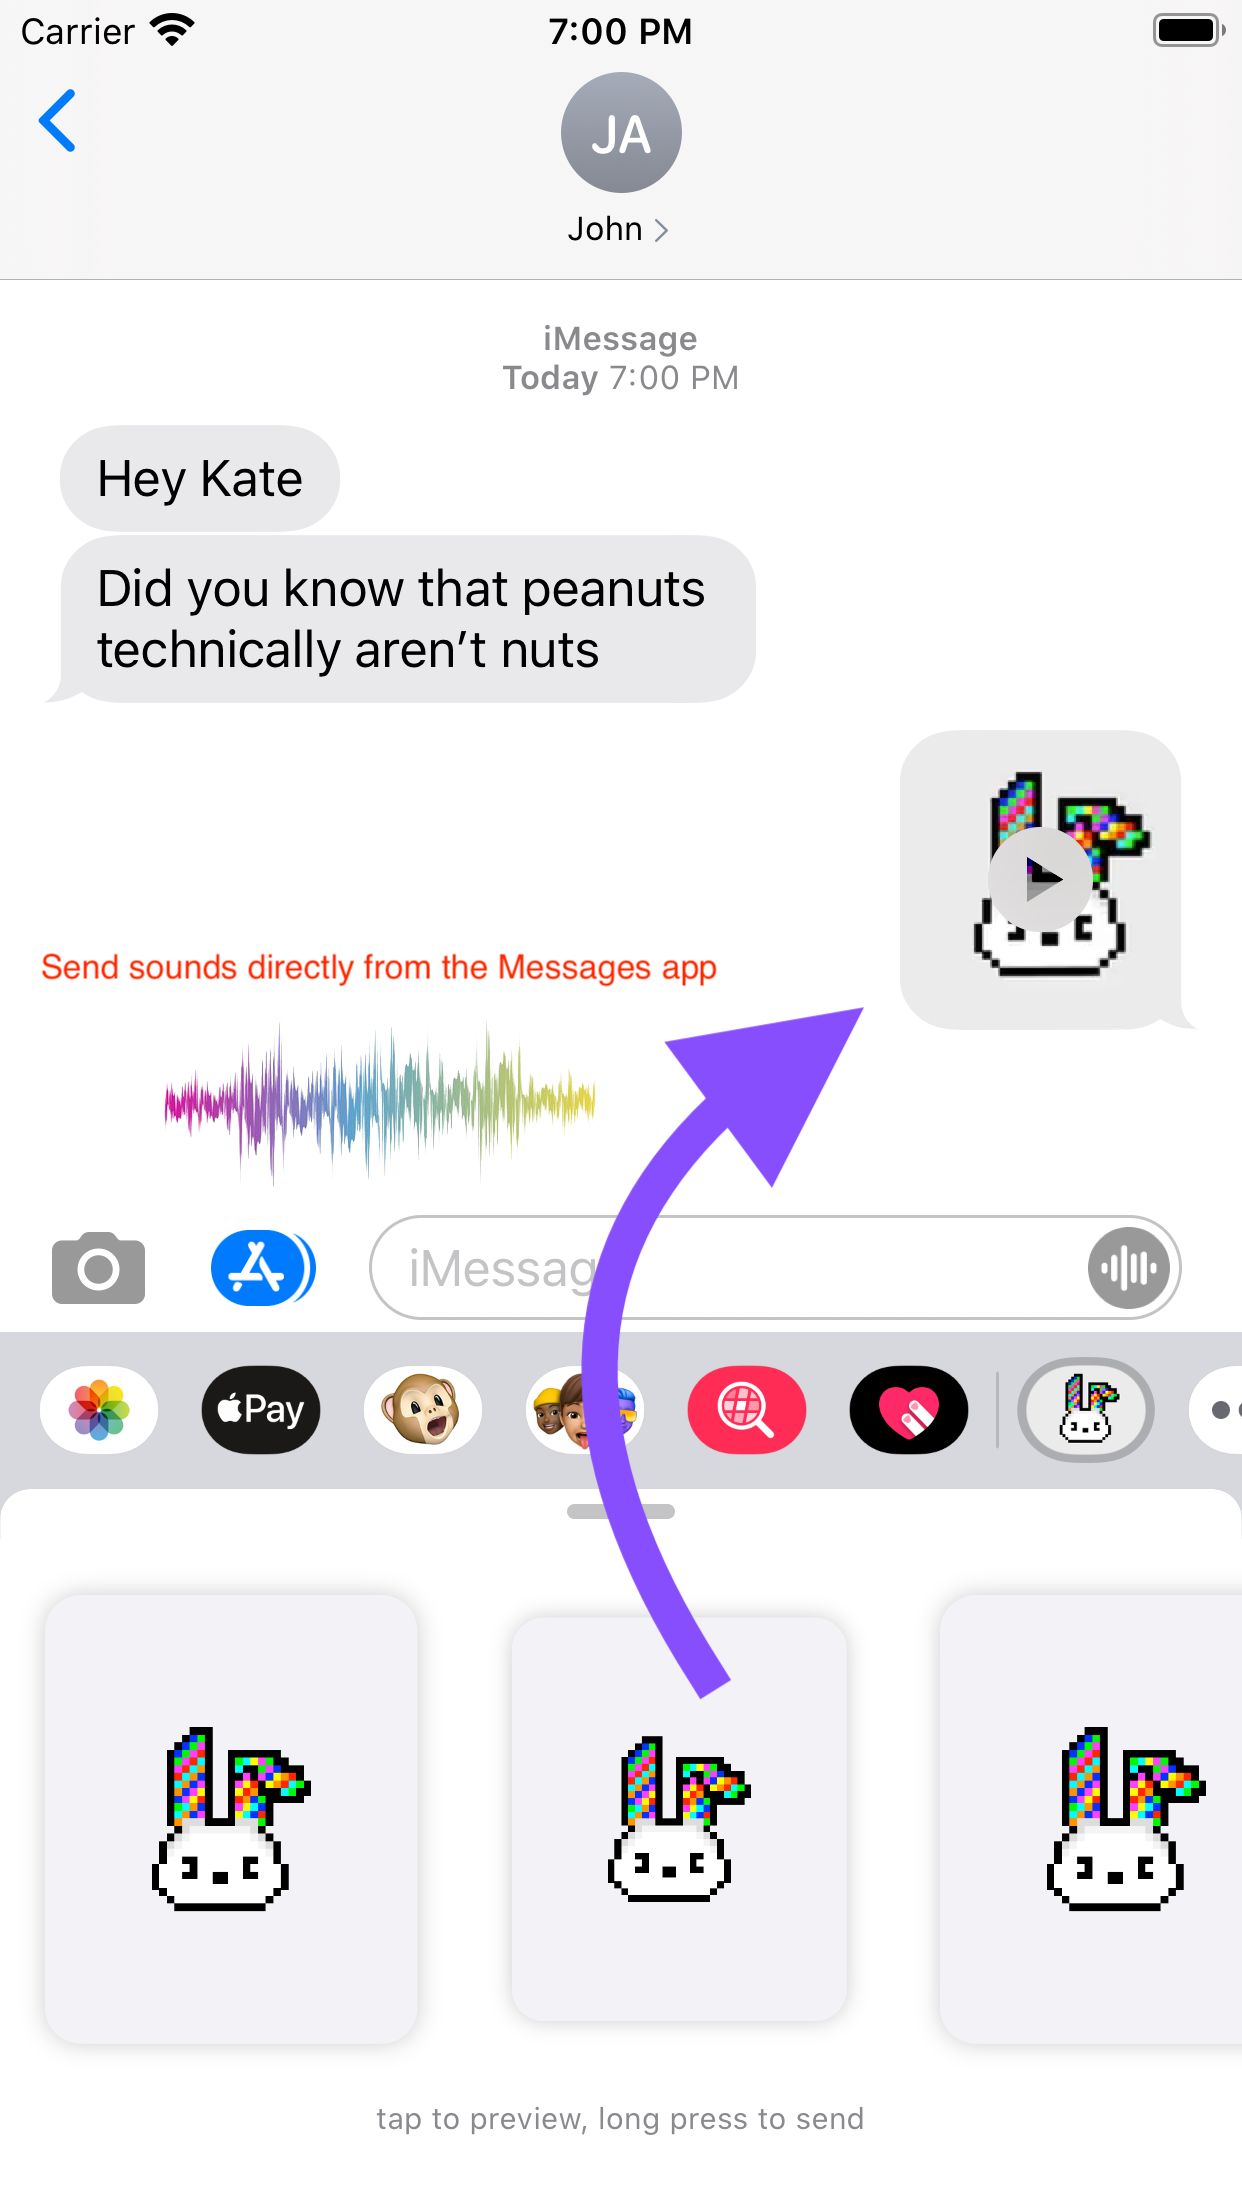 Carrier 7:00 PM
JA
John
iMessage
Today 7:00 PM
Hey Kate
Did you know that peanuts
technically aren’t nuts
Send sounds directly from the Messages app
iMessag
Pay
tap to preview, long press to send